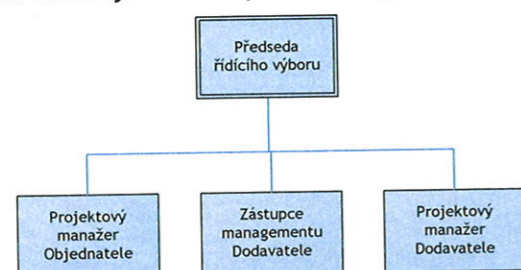 Předseda
řídícího výboru
Projektový
manažer
Objednatele
Zástupce
managementu
Dodavatele
Projektový
manažer
Dodavatele